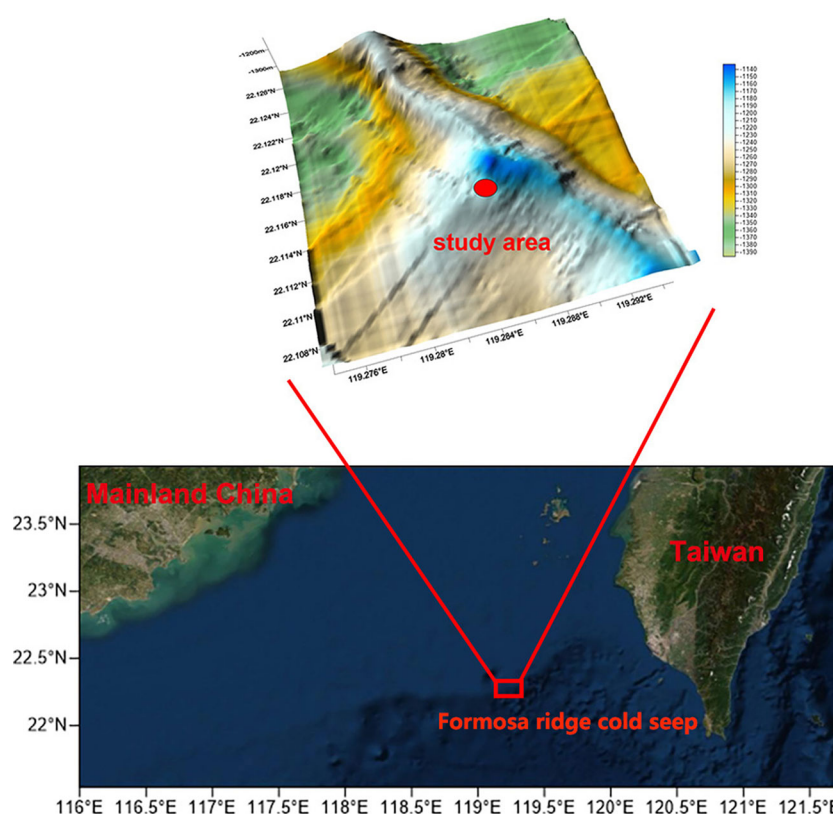 -1200m
-1300m
22.126°N
22.124°N
22.122°N
22.12°N
22.118°N
22.116°N
22.114°N
22.112°N
22.11°N
22.108°N
119.276°E
119.28°E
119.284°E
119.288°E
119.292°E
study area
-1140
-1150
-1160
-1170
-1180
-1190
-1200
-1210
-1220
-1230
-1240
-1250
-1260
-1270
-1280
-1290
-1300
-1310
-1320
-1330
-1340
-1350
-1360
-1370
-1380
-1390
Mainland China
Taiwan
Formosa ridge cold seep
23.5°N
23°N
22.5°N
22°N
116°E 116.5°E 117°E 117.5°E 118°E 118.5°E 119°E 119.5°E 120°E 120.5°E 121°E 121.5°E